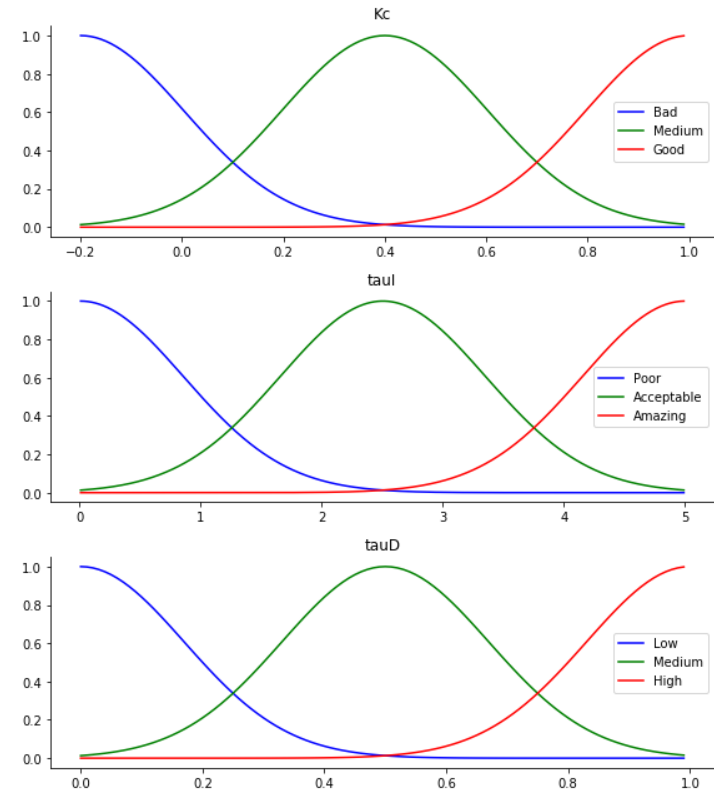 Kc
1.0
0.8
0.6
0.4
0.2
0.0
Bad
Medium
Good
−0.2 0.0 0.2 0.4 0.6 0.8 1.0
tauI
1.0
0.8
0.6
0.4
0.2
0.0
Poor
Acceptable
Amazing
0 1 2 3 4 5
tauD
1.0
0.8
0.6
0.4
0.2
0.0
Low
Medium
High
0.0 0.2 0.4 0.6 0.8 1.0